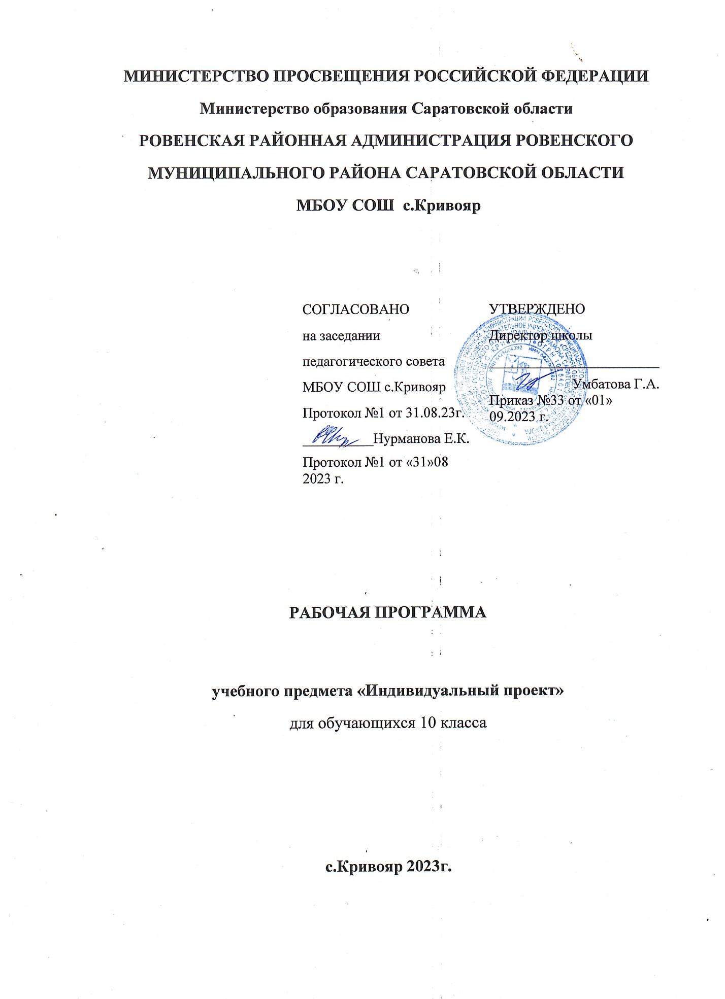 МИНИСТЕРСТВО ПРОСВЕЩЕНИЯ РОССИЙСКОЙ ФЕДЕРАЦИИ
Министерство образования Саратовской области
РОВЕНСКАЯ РАЙОННАЯ АДМИНИСТРАЦИЯ РОВЕНСКОГО
МУНИЦИПАЛЬНОГО РАЙОНА САРАТОВСКОЙ ОБЛАСТИ
МБОУ СОШ с.Кривояр
СОГЛАСОВАНО
на заседании
педагогического совета
МБОУ СОШ с.Кривояр
Протокол №1 от 31.08.23г.
__________Нурманова Е.К.
Протокол №1 от «31»08
2023 г.
УТВЕРЖДЕНО
Директор школы
Умбатова Г.А.
Приказ №33 от «01»
09.2023 г.
РАБОЧАЯ ПРОГРАММА
учебного предмета «Индивидуальный проект»
для обучающихся 10 класса
с.Кривояр 2023г.